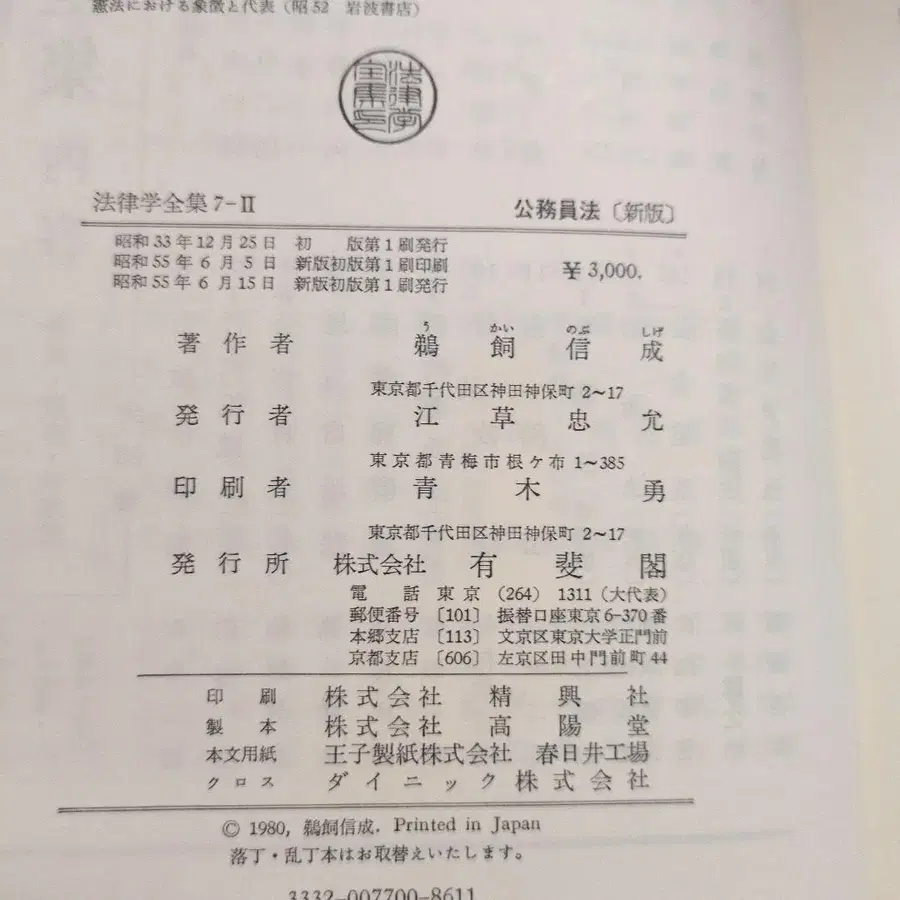 憲法における象徴と代表（昭52 岩波書店）
法律学全集印
法律学全集 7-II 公務員法〔新版〕
昭和33年12月25日 初 版第1刷発行
昭和55年 6月 5日 新版初版第1刷印刷
昭和55年 6月15日 新版初版第1刷発行
¥ 3,000.
う かい のぶ しげ
著作者 鵜飼信成
東京都千代田区神田神保町 2〜17
発行者 江草忠允
東京都青梅市根ヶ布 1〜385
印刷者 青木勇
東京都千代田区神田神保町 2〜17
発行所 株式会社 有斐閣
電話 東京 (264) 1311（大代表）
郵便番号〔101〕振替口座東京6-370番
本郷支店〔113〕文京区東京大学正門前
京都支店〔606〕左京区田中門前町44
印刷 株式会社 精興社
製本 株式会社 高陽堂
本文用紙 王子製紙株式会社 春日井工場
クロス ダイニック株式会社
© 1980, 鵜飼信成. Printed in Japan
落丁・乱丁本はお取替えいたします。
3332-007700-8611